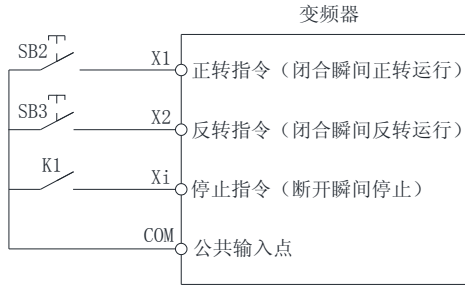 变频器
SB2 X1 正转指令（闭合瞬间正转运行）
SB3 X2 反转指令（闭合瞬间反转运行）
K1 Xi 停止指令（断开瞬间停止）
COM 公共输入点